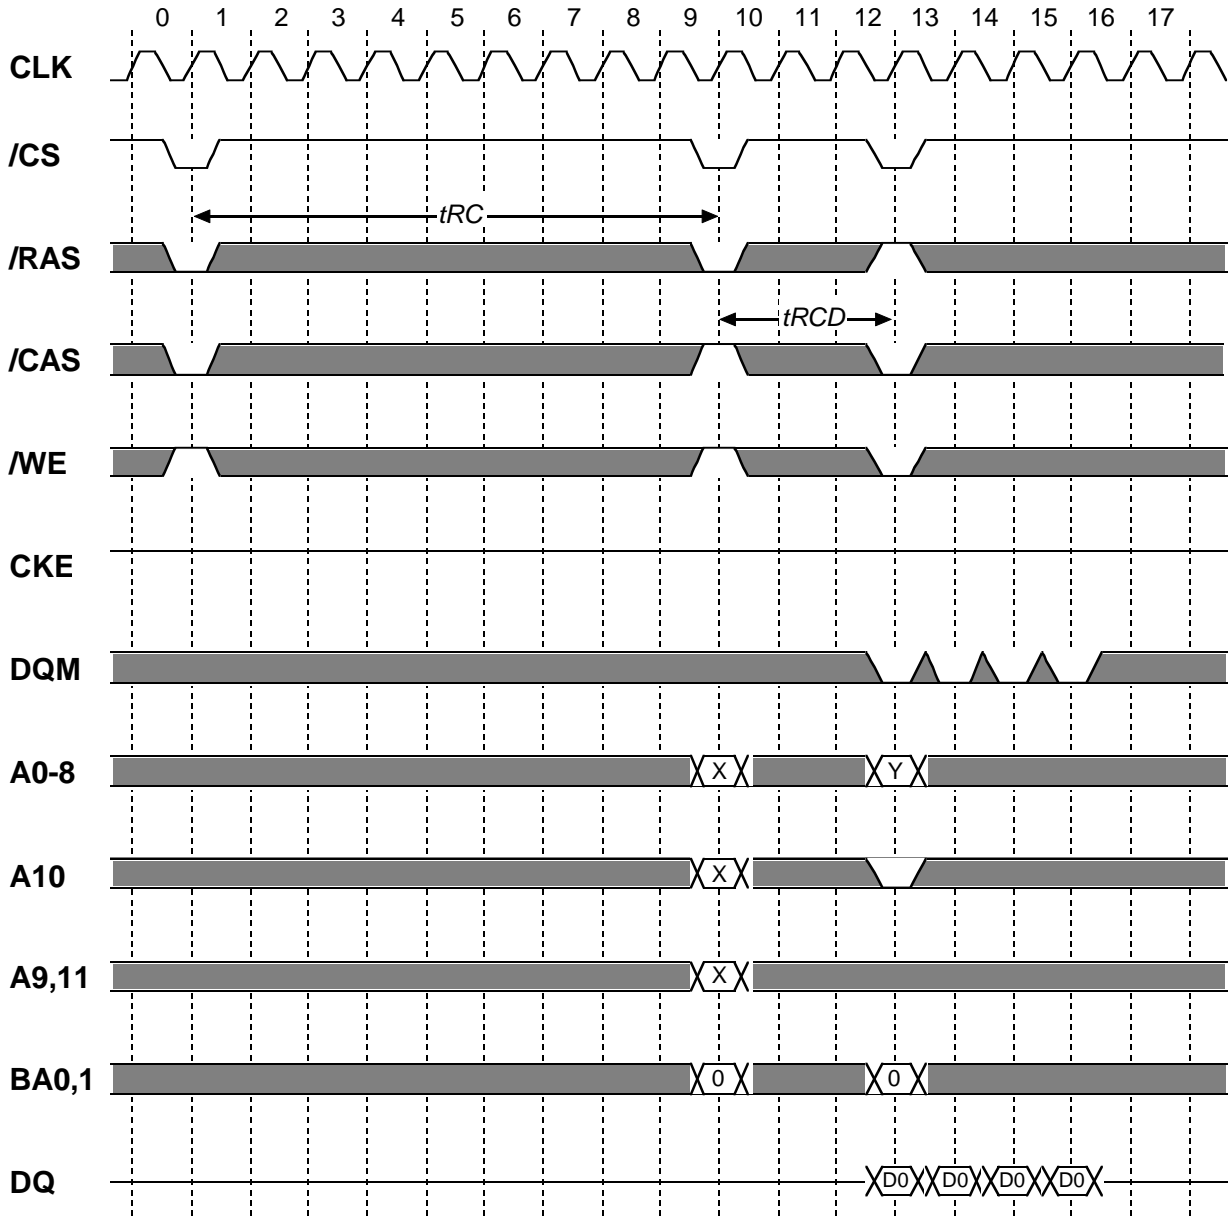 0 1 2 3 4 5 6 7 8 9 10 11 12 13 14 15 16 17
CLK
/CS
tRC
/RAS
tRCD
/CAS
/WE
CKE
DQM
A0-8 X Y
A10 X
A9,11 X
BA0,1 0 0
DQ D0 D0 D0 D0